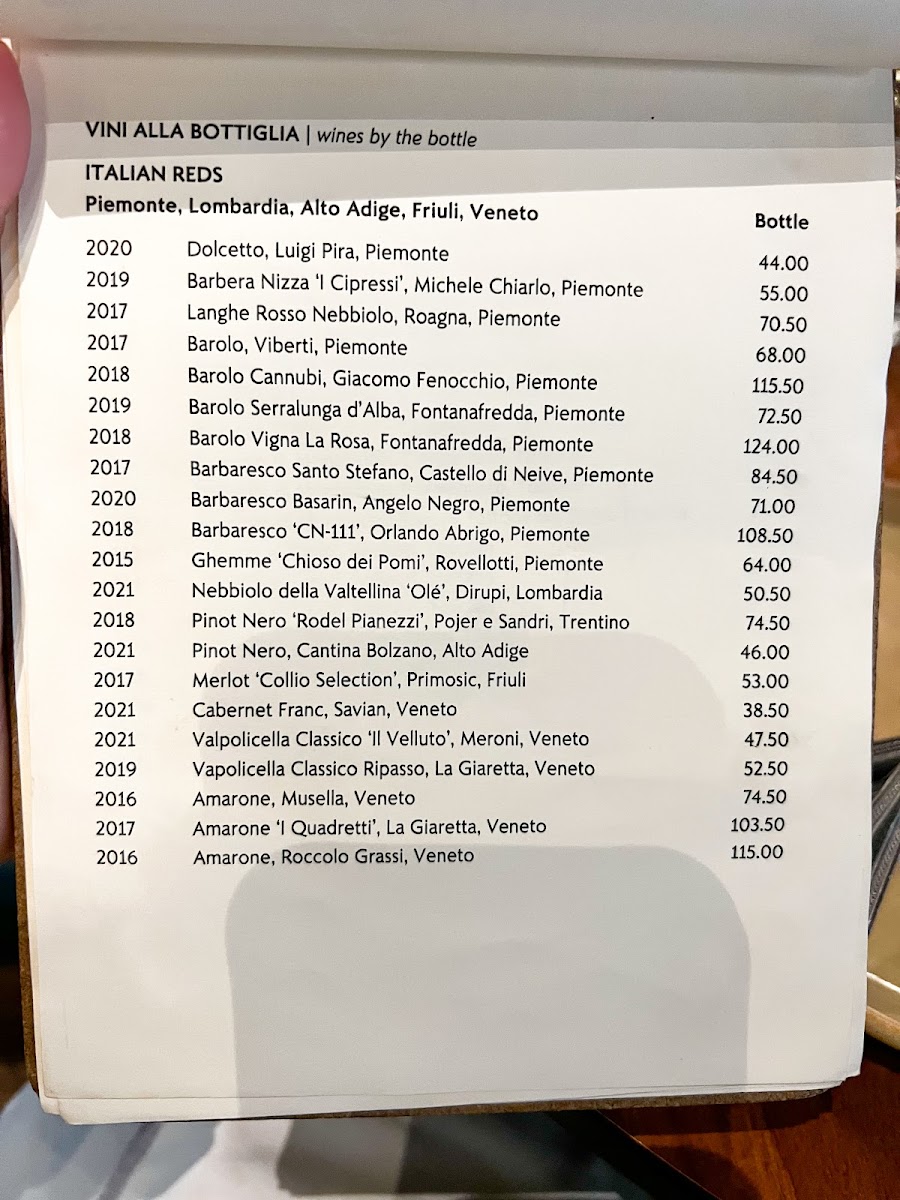 VINI ALLA BOTTIGLIA | wines by the bottle
ITALIAN REDS
Piemonte, Lombardia, Alto Adige, Friuli, Veneto Bottle
2020 Dolcetto, Luigi Pira, Piemonte 44.00
2019 Barbera Nizza ‘I Cipressi’, Michele Chiarlo, Piemonte 55.00
2017 Langhe Rosso Nebbiolo, Roagna, Piemonte 70.50
2017 Barolo, Viberti, Piemonte 68.00
2018 Barolo Cannubi, Giacomo Fenocchio, Piemonte 115.50
2019 Barolo Serralunga d’Alba, Fontanafredda, Piemonte 72.50
2018 Barolo Vigna La Rosa, Fontanafredda, Piemonte 124.00
2017 Barbaresco Santo Stefano, Castello di Neive, Piemonte 84.50
2020 Barbaresco Basarin, Angelo Negro, Piemonte 71.00
2018 Barbaresco ‘CN-111’, Orlando Abrigo, Piemonte 108.50
2015 Ghemme ‘Chioso dei Pomi’, Rovellotti, Piemonte 64.00
2021 Nebbiolo della Valtellina ‘Olé’, Dirupi, Lombardia 50.50
2018 Pinot Nero ‘Rodel Pianezzi’, Pojer e Sandri, Trentino 74.50
2021 Pinot Nero, Cantina Bolzano, Alto Adige 46.00
2017 Merlot ‘Collio Selection’, Primosic, Friuli 53.00
2021 Cabernet Franc, Savian, Veneto 38.50
2021 Valpolicella Classico ‘Il Velluto’, Meroni, Veneto 47.50
2019 Vapolicella Classico Ripasso, La Giaretta, Veneto 52.50
2016 Amarone, Musella, Veneto 74.50
2017 Amarone ‘I Quadretti’, La Giaretta, Veneto 103.50
2016 Amarone, Roccolo Grassi, Veneto 115.00